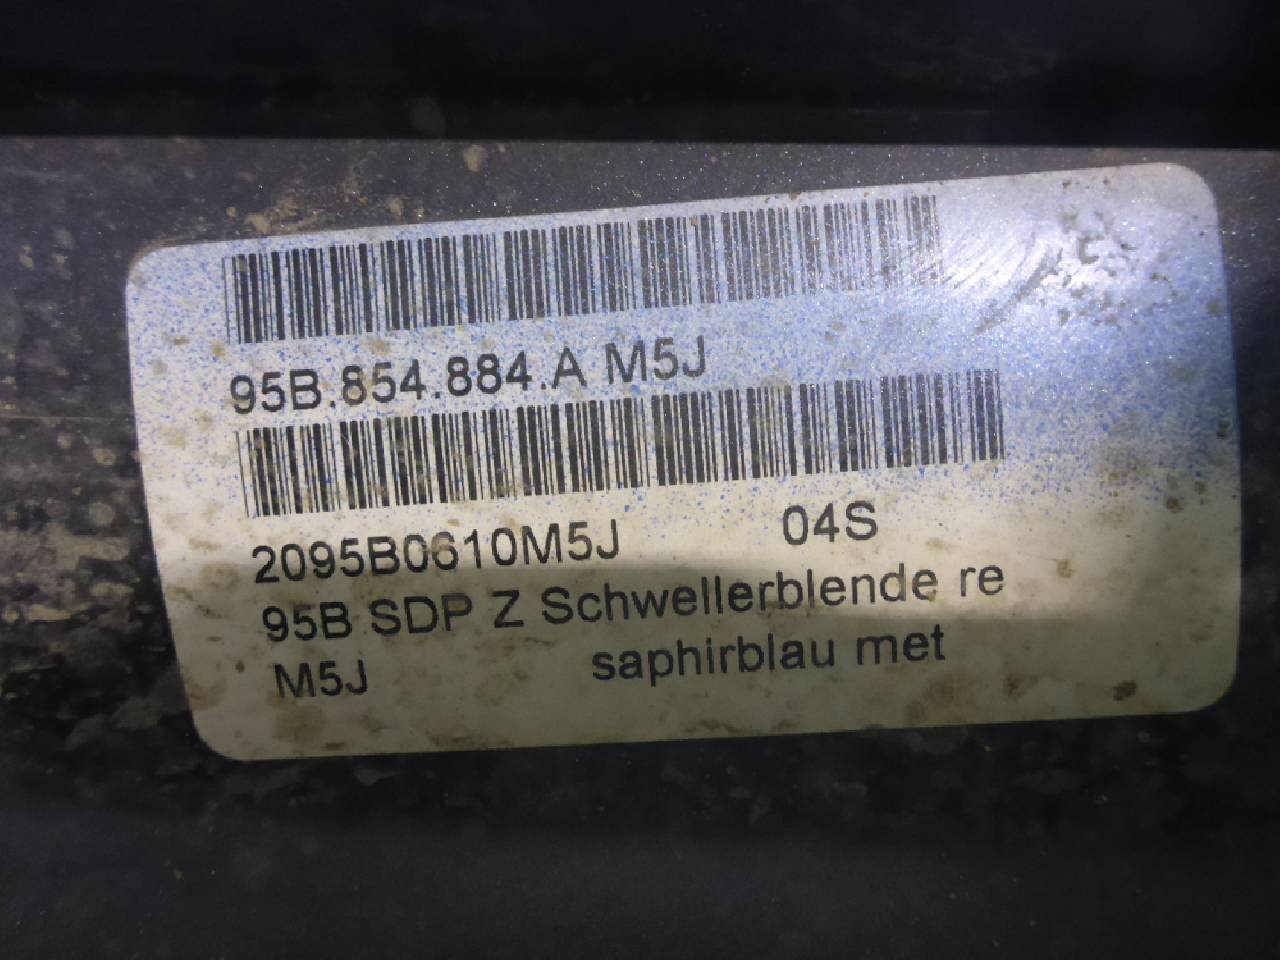 95B.854.884.A M5J
2095B0610M5J 04S
95B SDP Z Schwellerblende re
M5J saphirblau met